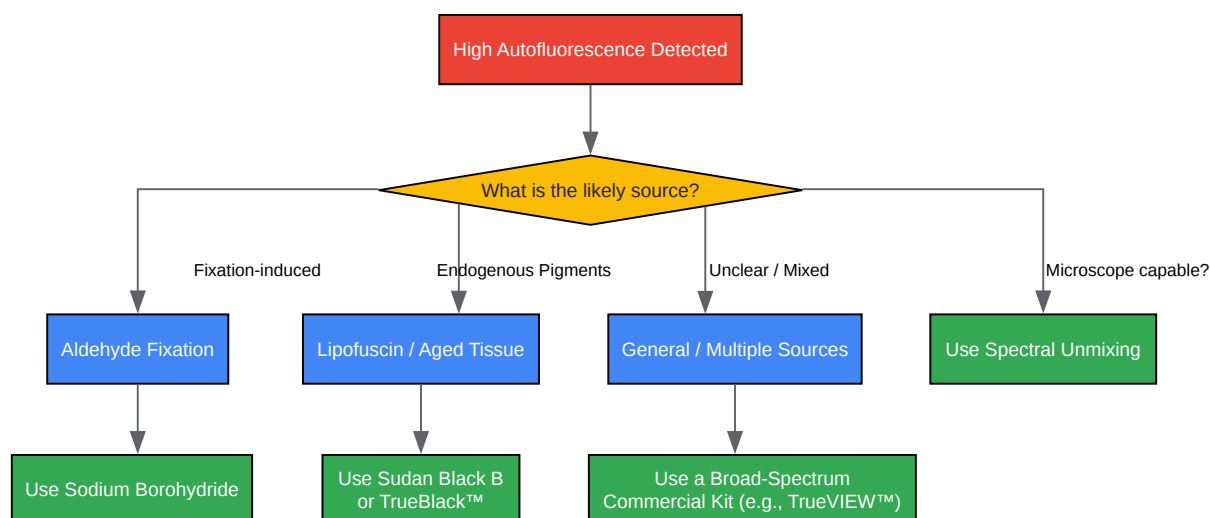 High Autofluorescence Detected
What is the likely source?
Fixation-induced
Endogenous Pigments
Unclear / Mixed
Microscope capable?
Aldehyde Fixation
Lipofuscin / Aged Tissue
General / Multiple Sources
Use Spectral Unmixing
Use Sodium Borohydride
Use Sudan Black B
or TrueBlack™
Use a Broad-Spectrum
Commercial Kit (e.g., TrueVIEW™)